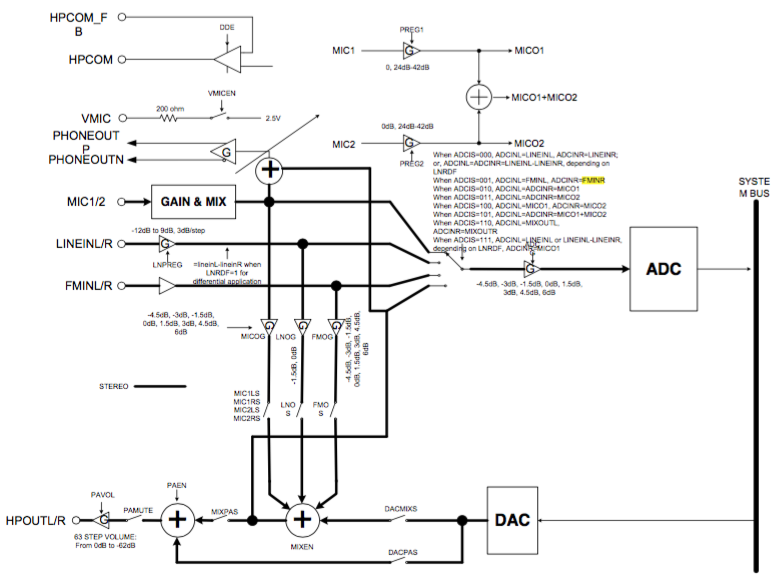 HPCOM_F
B
DDE
HPCOM
PREG1
MIC1
G
MICO1
0, 24dB-42dB
MICO1+MICO2
VMICEN
200 ohm
VMIC
2.5V
0dB, 24dB-42dB
MIC2
G
MICO2
PREG2
PHONEOUT
P
PHONEOUTN
G
When ADCIS=000, ADCINL=LINEINL, ADCINR=LINEINR;
or, ADCINL=ADCINR=LINEINL-LINEINR, depending on
LNRDF
When ADCIS=001, ADCINL=FMINL, ADCINR=FMINR
When ADCIS=010, ADCINL=ADCINR=MICO1
When ADCIS=011, ADCINL=ADCINR=MICO2
When ADCIS=100, ADCINL=MICO1, ADCINR=MICO2
When ADCIS=101, ADCINL=ADCINR=MICO1+MICO2
When ADCIS=110, ADCINL=MIXOUTL,
ADCINR=MIXOUTR
When ADCIS=111, ADCINL=LINEINL or LINEINL-LINEINR,
depending on LNRDF, ADCINR=MICO1
SYSTE
M BUS
MIC1/2
GAIN & MIX
-12dB to 9dB, 3dB/step
LINEINL/R
G
LNPREG
=lineinL-lineinR when
LNRDF=1 for
differential application
FMINL/R
G
-4.5dB, -3dB, -1.5dB, 0dB, 1.5dB,
3dB, 4.5dB, 6dB
ADC
-4.5dB, -3dB, -1.5dB,
0dB, 1.5dB, 3dB, 4.5dB,
6dB
MICOG
G
LNOG
G
FMOG
G
-1.5dB, 0dB
-4.5dB, -3dB, -1.5dB,
0dB, 1.5dB, 3dB, 4.5dB,
6dB
STEREO
MIC1LS
MIC1RS
MIC2LS
MIC2RS
LNO
S
FMO
S
PAEN
PAVOL
HPOUTL/R
G
PAMUTE
MIXPAS
MIXEN
DACMIXS
DAC
63 STEP VOLUME:
From 0dB to -62dB
DACPAS